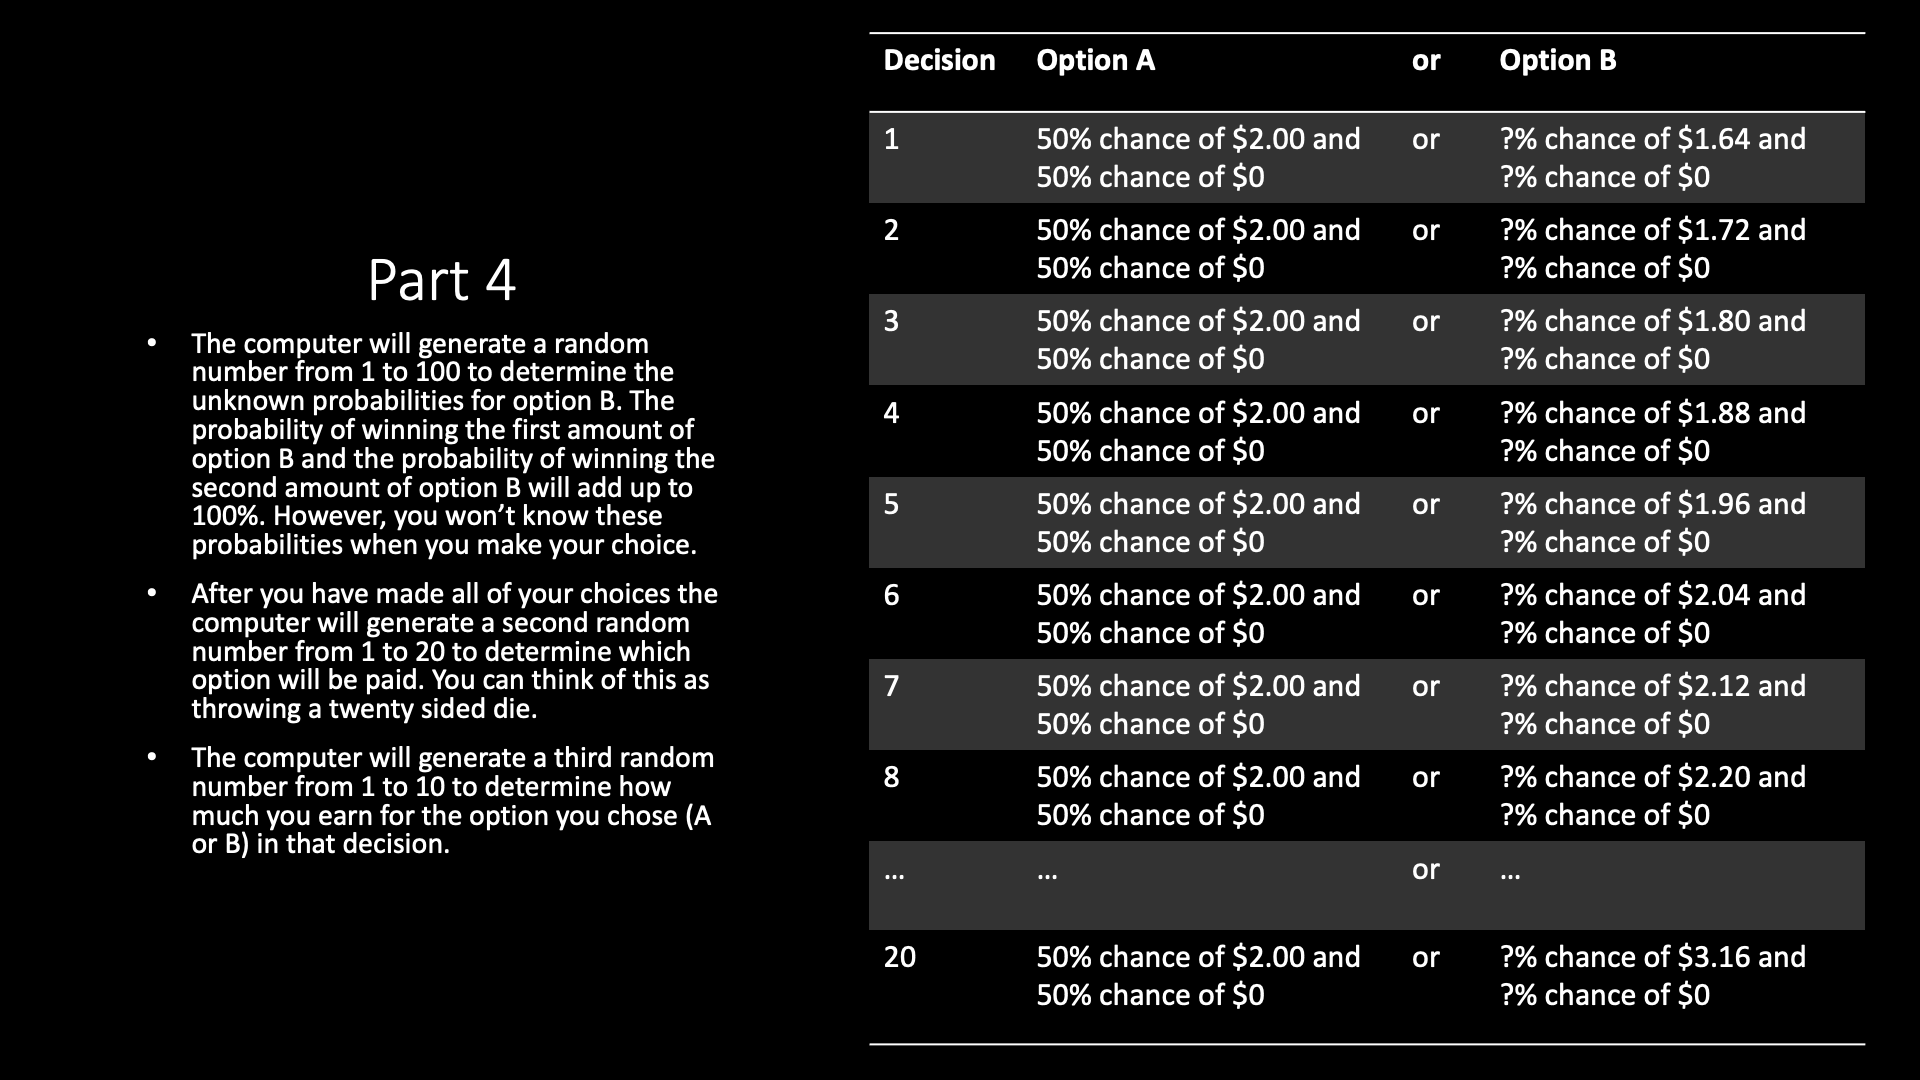 Part 4
• The computer will generate a random
number from 1 to 100 to determine the
unknown probabilities for option B. The
probability of winning the first amount of
option B and the probability of winning the
second amount of option B will add up to
100%. However, you won’t know these
probabilities when you make your choice.
• After you have made all of your choices the
computer will generate a second random
number from 1 to 20 to determine which
option will be paid. You can think of this as
throwing a twenty sided die.
• The computer will generate a third random
number from 1 to 10 to determine how
much you earn for the option you chose (A
or B) in that decision.
Decision Option A or Option B
1 50% chance of $2.00 and or ?% chance of $1.64 and
50% chance of $0 ?% chance of $0
2 50% chance of $2.00 and or ?% chance of $1.72 and
50% chance of $0 ?% chance of $0
3 50% chance of $2.00 and or ?% chance of $1.80 and
50% chance of $0 ?% chance of $0
4 50% chance of $2.00 and or ?% chance of $1.88 and
50% chance of $0 ?% chance of $0
5 50% chance of $2.00 and or ?% chance of $1.96 and
50% chance of $0 ?% chance of $0
6 50% chance of $2.00 and or ?% chance of $2.04 and
50% chance of $0 ?% chance of $0
7 50% chance of $2.00 and or ?% chance of $2.12 and
50% chance of $0 ?% chance of $0
8 50% chance of $2.00 and or ?% chance of $2.20 and
50% chance of $0 ?% chance of $0
... ... or ...
20 50% chance of $2.00 and or ?% chance of $3.16 and
50% chance of $0 ?% chance of $0